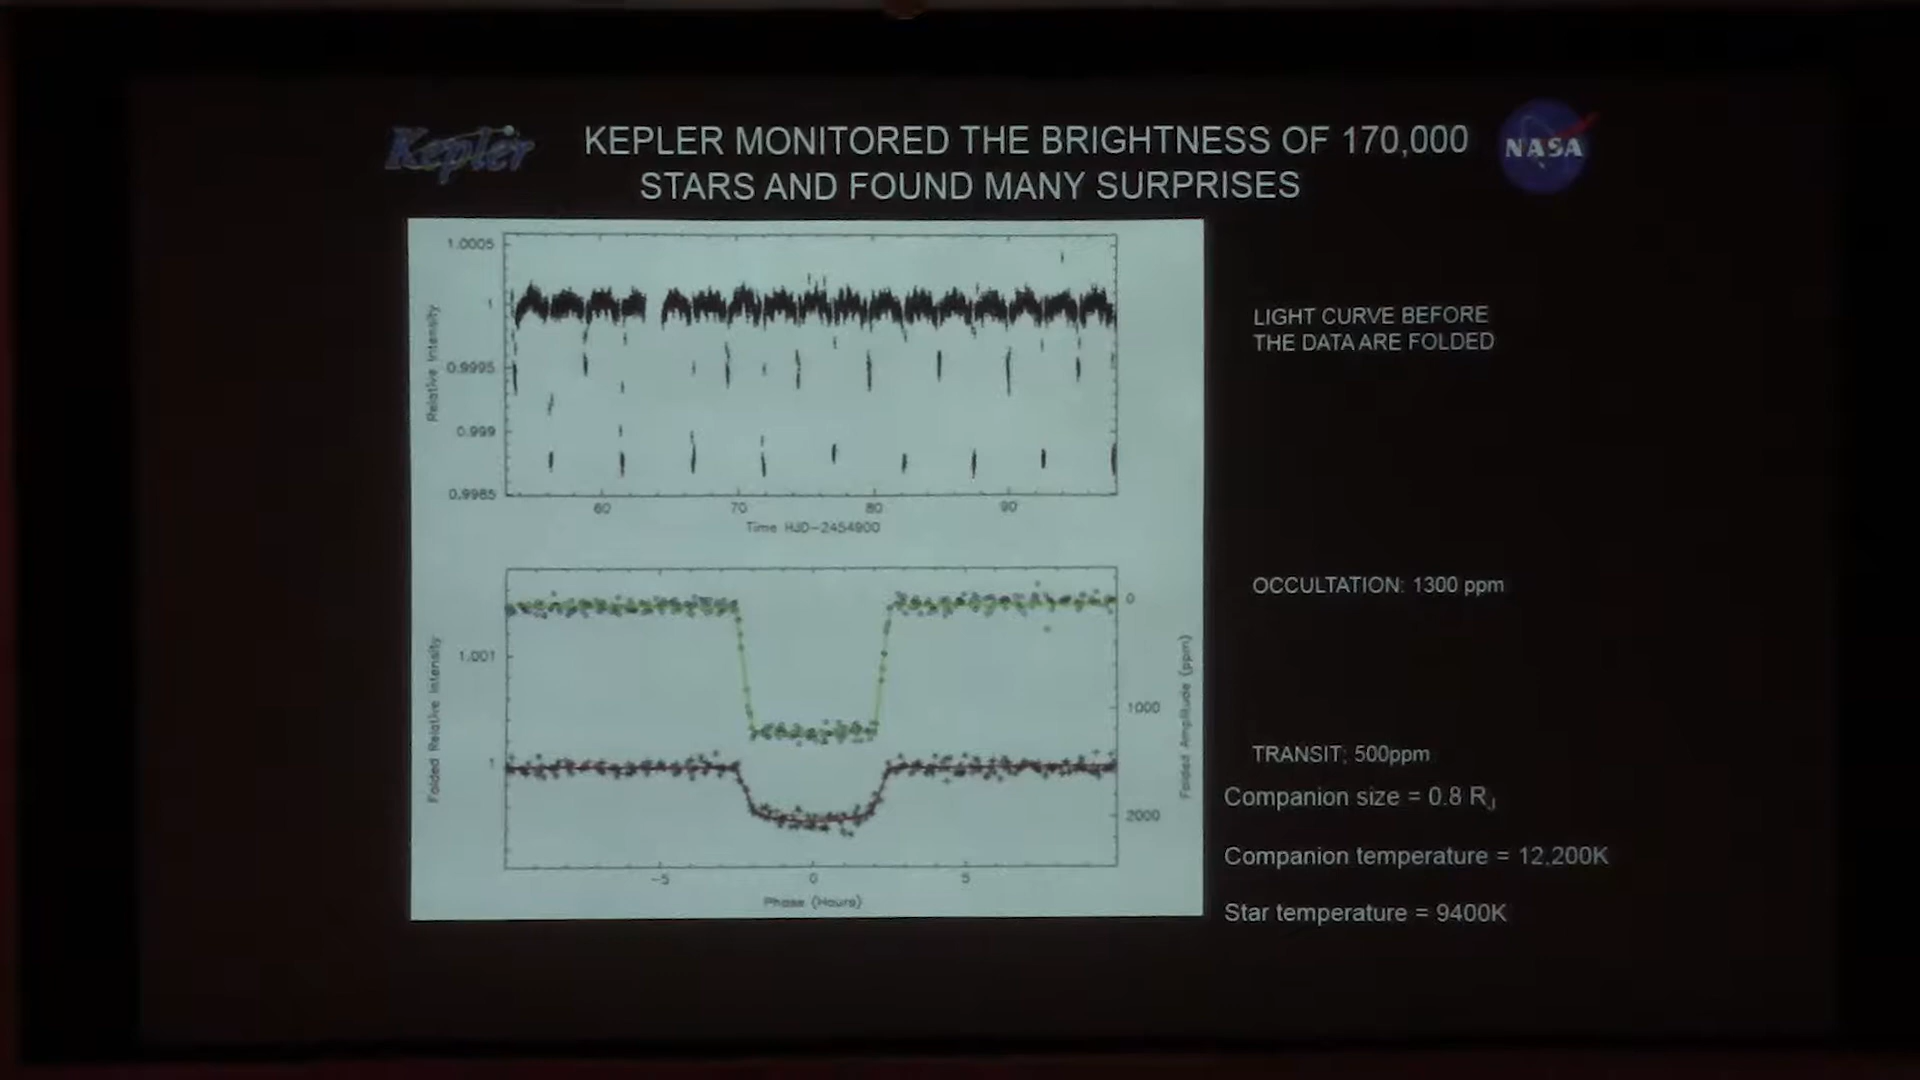 Kepler
KEPLER MONITORED THE BRIGHTNESS OF 170,000
STARS AND FOUND MANY SURPRISES
NASA
1.0005
1
0.9995
0.999
0.9985
Relative Intensity
60 70 80 90
Time HJD-2454900
LIGHT CURVE BEFORE
THE DATA ARE FOLDED
1.001
1
Folded Relative Intensity
0
1000
2000
Folded Amplitude (ppm)
-5 0 5
Phase (Hours)
OCCULTATION: 1300 ppm
TRANSIT: 500ppm
Companion size = 0.8 RJ
Companion temperature = 12,200K
Star temperature = 9400K